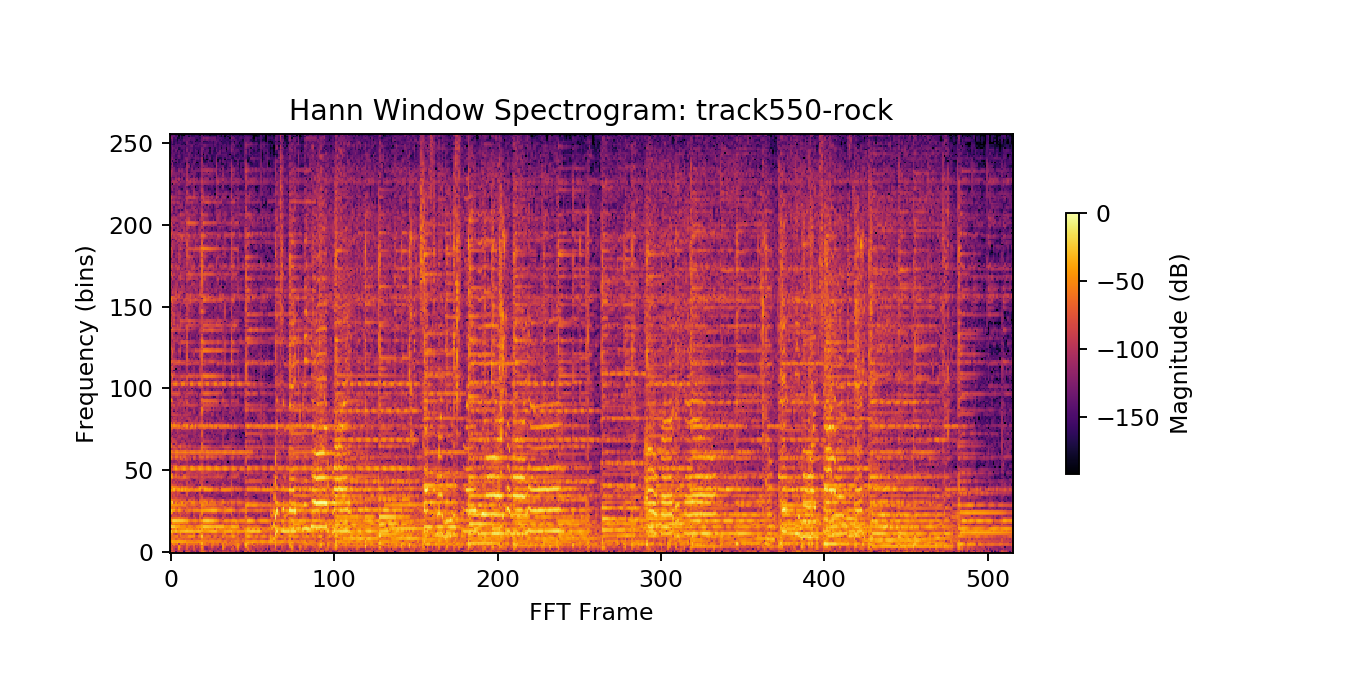 Hann Window Spectrogram: track550-rock
250
200
150
100
50
0
Frequency (bins)
0 100 200 300 400 500
FFT Frame
0
−50
−100
−150
Magnitude (dB)